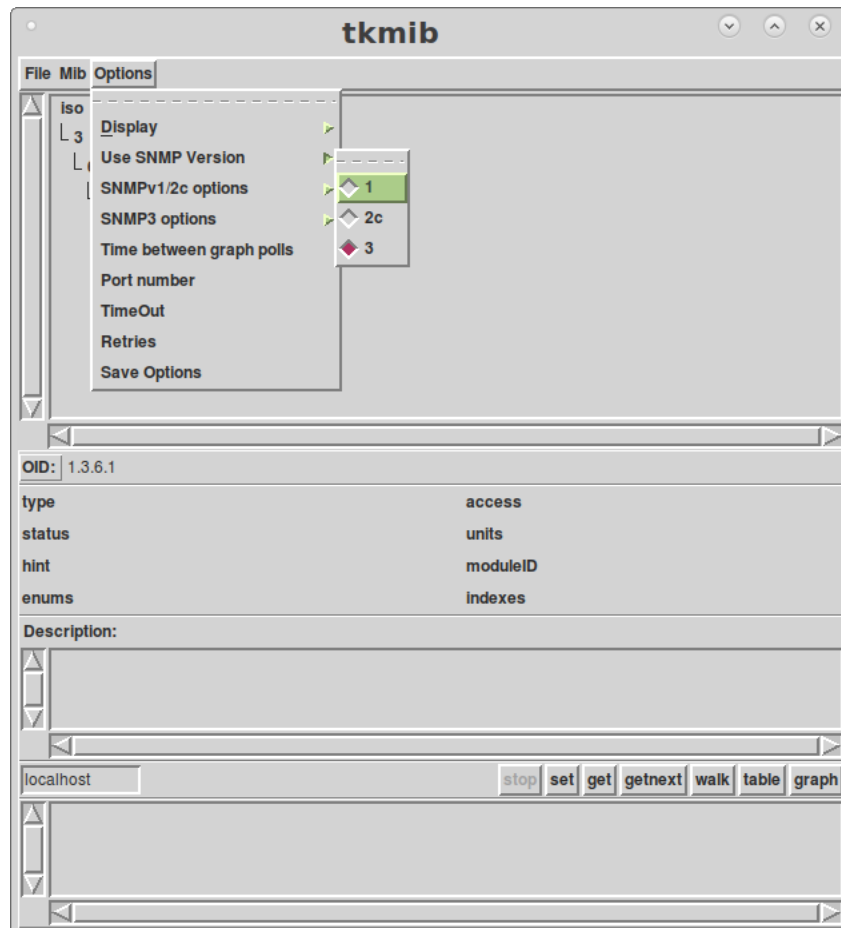 tkmib
File Mib Options
iso
3
Display
Use SNMP Version
SNMPv1/2c options
SNMP3 options
Time between graph polls
Port number
TimeOut
Retries
Save Options
1
2c
3
OID: 1.3.6.1
type access
status units
hint moduleID
enums indexes
Description:
localhost stop set get getnext walk table graph